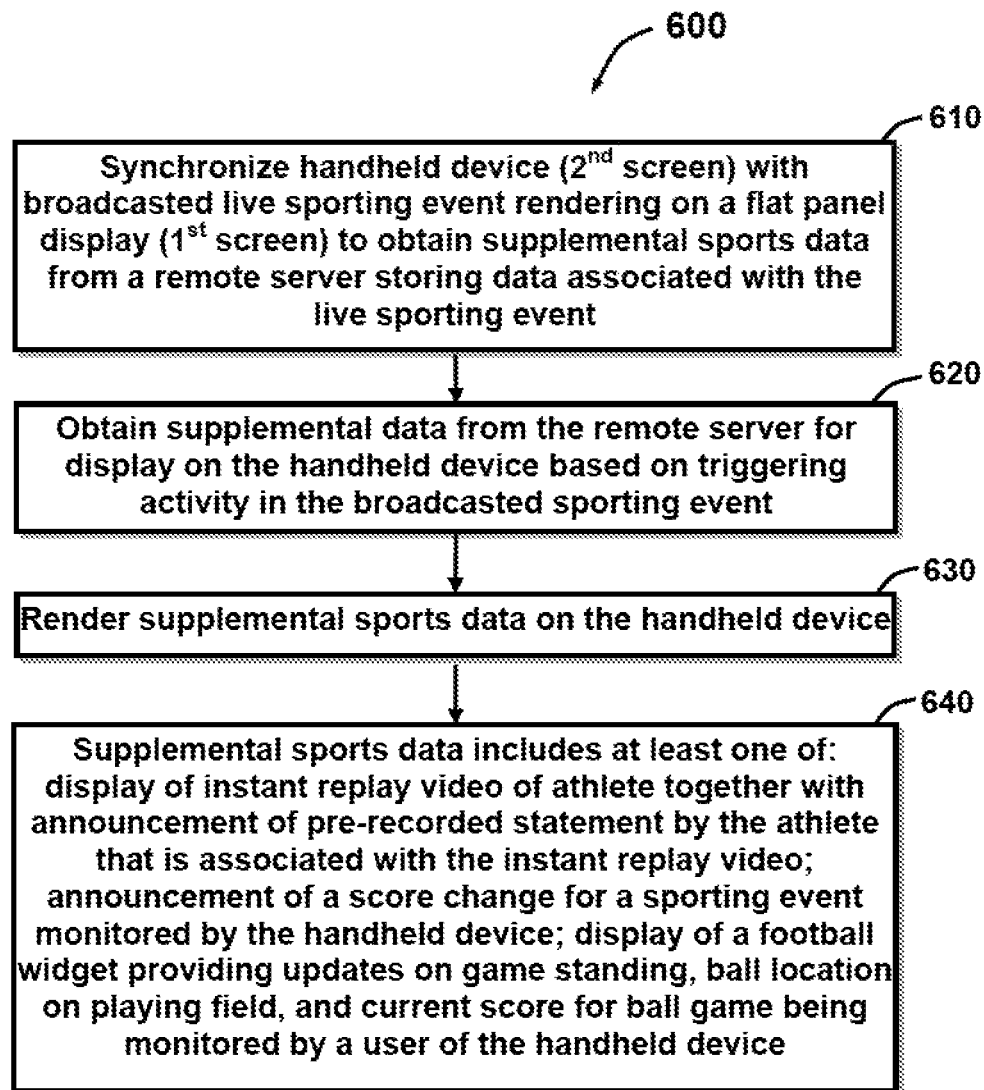 600
610
Synchronize handheld device (2nd screen) with
broadcasted live sporting event rendering on a flat panel
display (1st screen) to obtain supplemental sports data
from a remote server storing data associated with the
live sporting event
620
Obtain supplemental data from the remote server for
display on the handheld device based on triggering
activity in the broadcasted sporting event
630
Render supplemental sports data on the handheld device
640
Supplemental sports data includes at least one of:
display of instant replay video of athlete together with
announcement of pre-recorded statement by the athlete
that is associated with the instant replay video;
announcement of a score change for a sporting event
monitored by the handheld device; display of a football
widget providing updates on game standing, ball location
on playing field, and current score for ball game being
monitored by a user of the handheld device